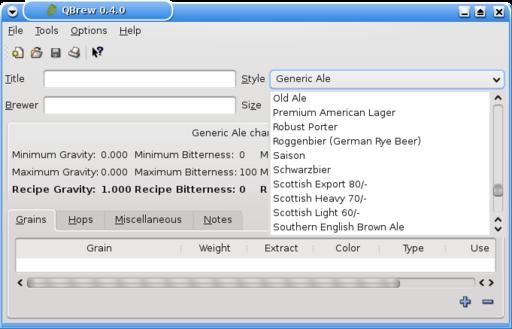 QBrew 0.4.0
File Tools Options Help
Title Style Generic Ale
Brewer Size
Old Ale
Premium American Lager
Robust Porter
Roggenbier (German Rye Beer)
Saison
Schwarzbier
Scottish Export 80/-
Scottish Heavy 70/-
Scottish Light 60/-
Southern English Brown Ale
Generic Ale cha
Minimum Gravity: 0.000 Minimum Bitterness: 0 M
Maximum Gravity: 0.000 Maximum Bitterness: 100 M
Recipe Gravity: 1.000 Recipe Bitterness: 0 R
Grains Hops Miscellaneous Notes
Grain Weight Extract Color Type Use